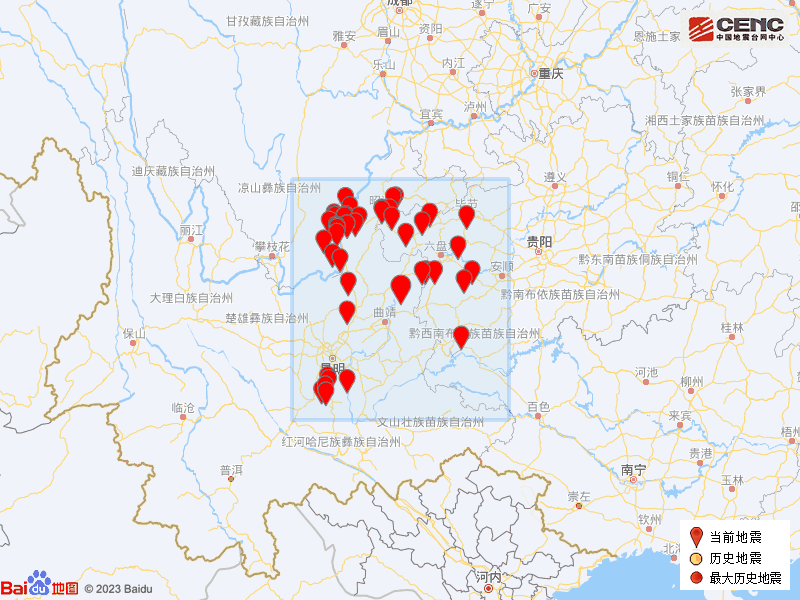 成都
遂宁
广安
甘孜藏族自治州
眉山
资阳
雅安
恩施土家
CENC
中国地震台网中心
乐山
内江
重庆
张家界
宜宾
泸州
湘西土家族苗族自治州
迪庆藏族自治州
凉山彝族自治州
遵义
铜仁
怀化
毕节
丽江
攀枝花
六盘
贵阳
安顺
黔东南苗族侗族自治州
大理白族自治州
黔南布依族苗族自治州
楚雄彝族自治州
曲靖
保山
黔西南布
族苗族自治州
桂林
昆明
河池
柳州
临沧
百色
来宾
文山壮族苗族自治州
梧州
红河哈尼族彝族自治州
贵港
普洱
南宁
玉林
崇左
钦州
当前地震
历史地震
最大历史地震
北
河内
Bai du 地图
© 2023 Baidu